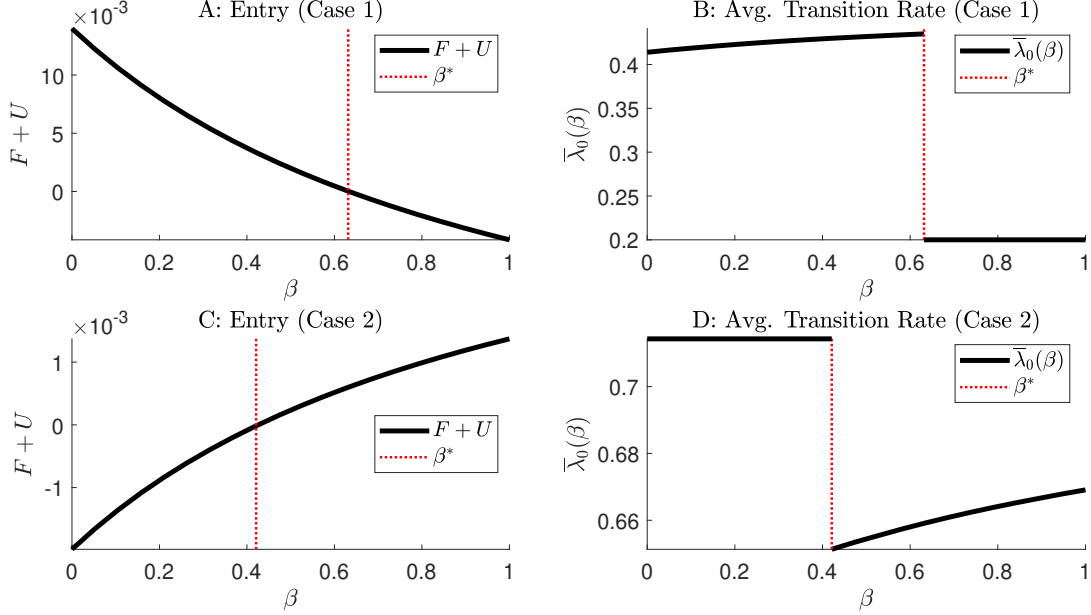 A: Entry (Case 1)
×10⁻³
10
5
0
F + U
0 0.2 0.4 0.6 0.8 1
β
F + U
β*
B: Avg. Transition Rate (Case 1)
0.4
0.35
0.3
0.25
0.2
λ̅₀(β)
0 0.2 0.4 0.6 0.8 1
β
λ̅₀(β)
β*
C: Entry (Case 2)
×10⁻³
1
0
-1
F + U
0 0.2 0.4 0.6 0.8 1
β
F + U
β*
D: Avg. Transition Rate (Case 2)
0.7
0.68
0.66
λ̅₀(β)
0 0.2 0.4 0.6 0.8 1
β
λ̅₀(β)
β*